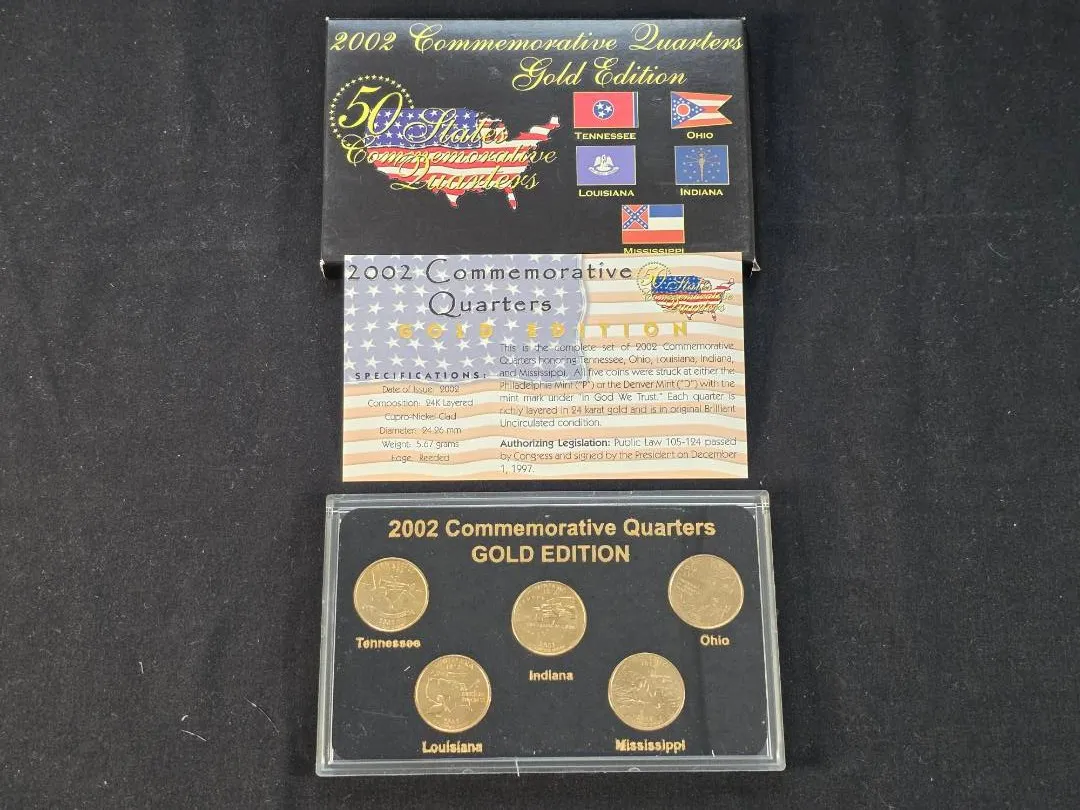 2002 Commemorative Quarters
Gold Edition
50 States
Commemorative
Quarters
TENNESSEE
OHIO
LOUISIANA
INDIANA
MISSISSIPPI
2002 Commemorative
Quarters
GOLD EDITION
50 States
Commemorative
Quarters
SPECIFICATIONS:
Date of Issue: 2002
Composition: 24K Layered
Cupro-Nickel Clad
Diameter: 24.26 mm
Weight: 5.67 grams
Edge: Reeded
This is the complete set of 2002 Commemorative
Quarters honoring Tennessee, Ohio, Louisiana, Indiana,
and Mississippi. All five coins were struck at either the
Philadelphia Mint ("P") or the Denver Mint ("D") with the
mint mark under "In God We Trust." Each quarter is
richly layered in 24 karat gold and is in original Brilliant
Uncirculated condition.
Authorizing Legislation: Public Law 105-124 passed
by Congress and signed by the President on December
1, 1997.
2002 Commemorative Quarters
GOLD EDITION
Tennessee
Indiana
Ohio
Louisiana
Mississippi